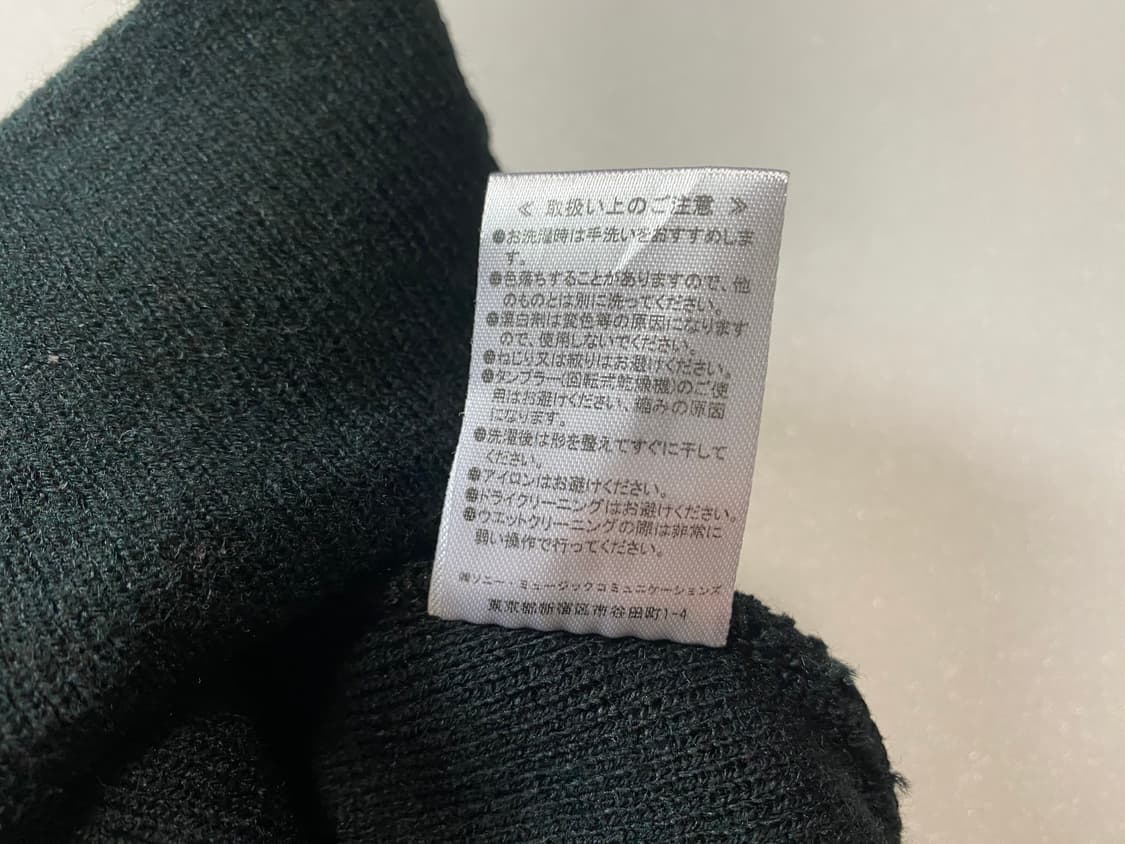 ≪ 取扱い上のご注意 ≫
●お洗濯時は手洗いをおすすめしま
す。
●色落ちすることがありますので、他
のものとは別に洗ってください。
●漂白剤は変色等の原因になります
ので、使用しないでください。
●ねじり又は絞りはお避けください。
●タンブラー(回転式乾燥機)のご使
用はお避けください、縮みの原因
になります。
●洗濯後は形を整えてすぐに干して
ください。
●アイロンはお避けください。
●ドライクリーニングはお避けください。
●ウエットクリーニングの際は非常に
弱い操作で行ってください。
㈱ソニー・ミュージックコミュニケーションズ
東京都新宿区市谷田町1-4